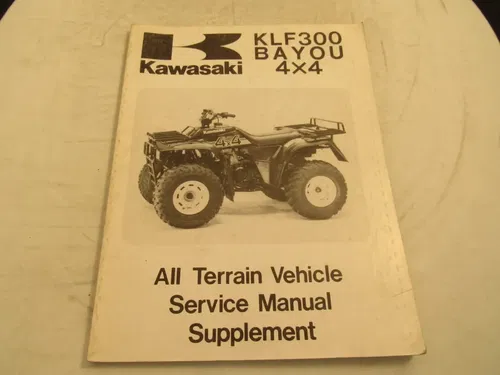 KLF300
BAYOU
4×4
Kawasaki
4×4
All Terrain Vehicle
Service Manual
Supplement